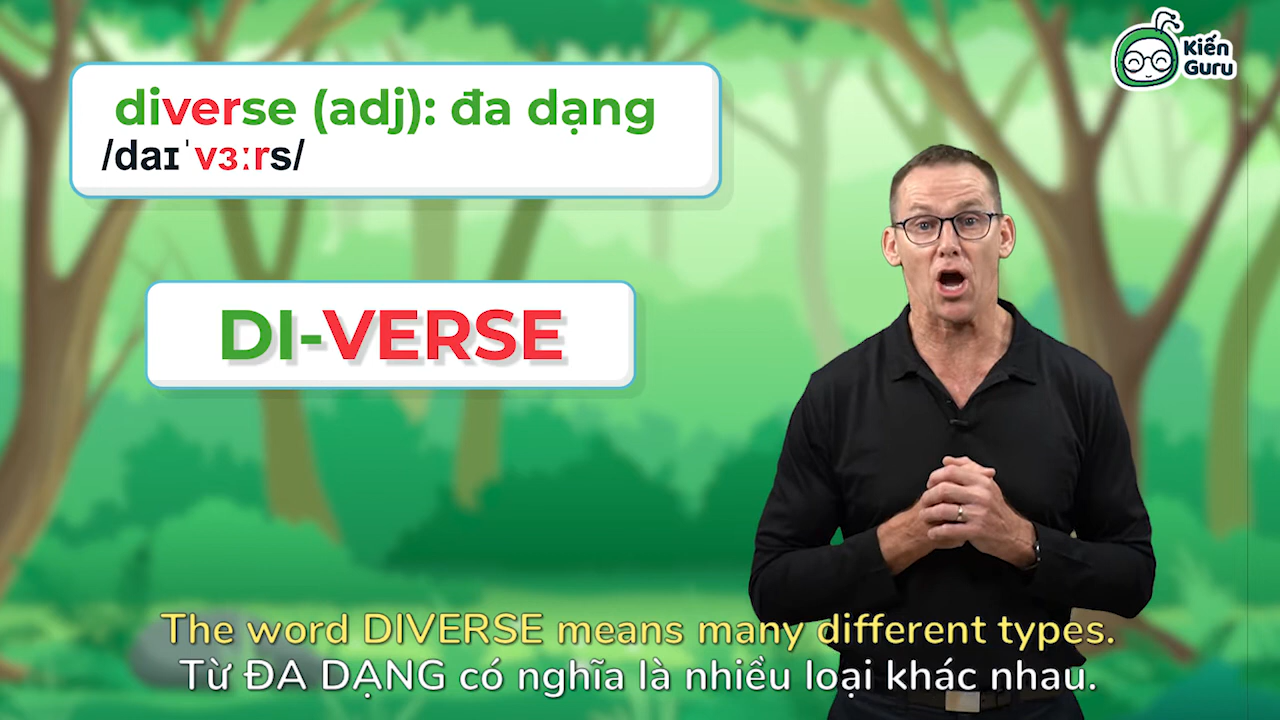 diverse (adj): đa dạng
/daɪˈvɜːrs/
DI-VERSE
Kiến
Guru
The word DIVERSE means many different types.
Từ ĐA DẠNG có nghĩa là nhiều loại khác nhau.